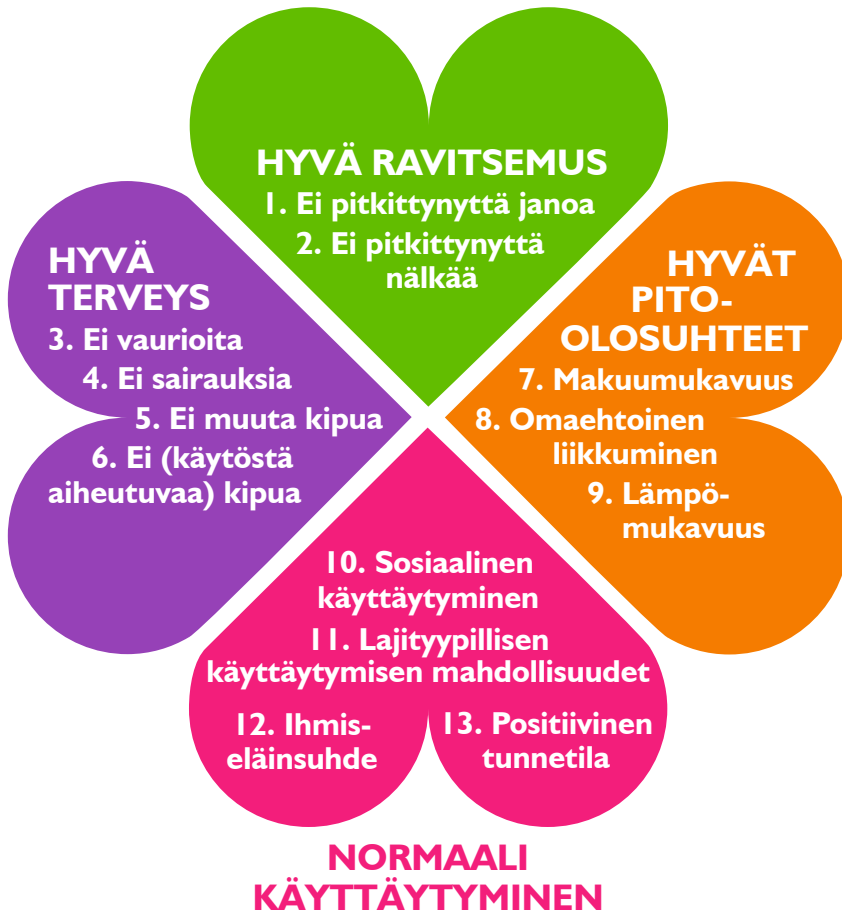 HYVÄ RAVITSEMUS
1. Ei pitkittynyttä janoa
2. Ei pitkittynyttä
nälkää
HYVÄ
TERVEYS
3. Ei vaurioita
4. Ei sairauksia
5. Ei muuta kipua
6. Ei (käytöstä
aiheutuvaa) kipua
HYVÄT
PITO-
OLOSUHTEET
7. Makuumukavuus
8. Omaehtoinen
liikkuminen
9. Lämpö-
mukavuus
10. Sosiaalinen
käyttäytyminen
11. Lajityypillisen
käyttäytymisen mahdollisuudet
12. Ihmis-
eläinsuhde
13. Positiivinen
tunnetila
NORMAALI
KÄYTTÄYTYMINEN